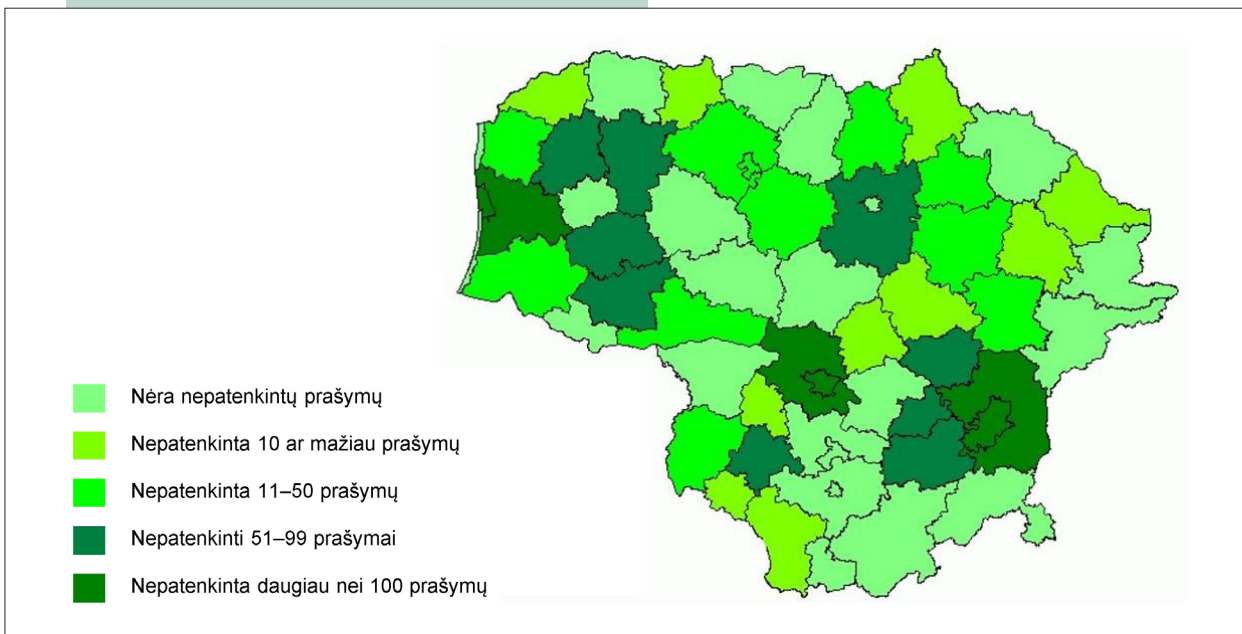 Nėra nepatenkintų prašymų
Nepatenkinta 10 ar mažiau prašymų
Nepatenkinta 11–50 prašymų
Nepatenkinti 51–99 prašymai
Nepatenkinta daugiau nei 100 prašymų